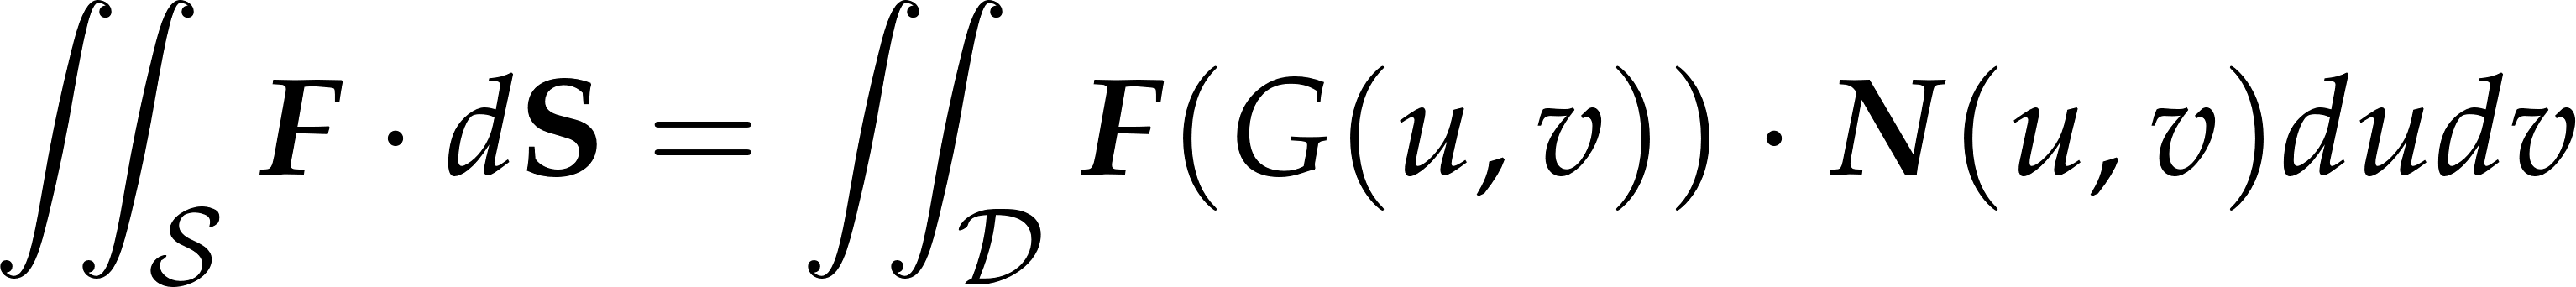 ∬_𝒮 𝑭 · d𝐒 = ∬_𝒟 𝑭(𝐆(u, v)) · 𝑵(u, v)dudv